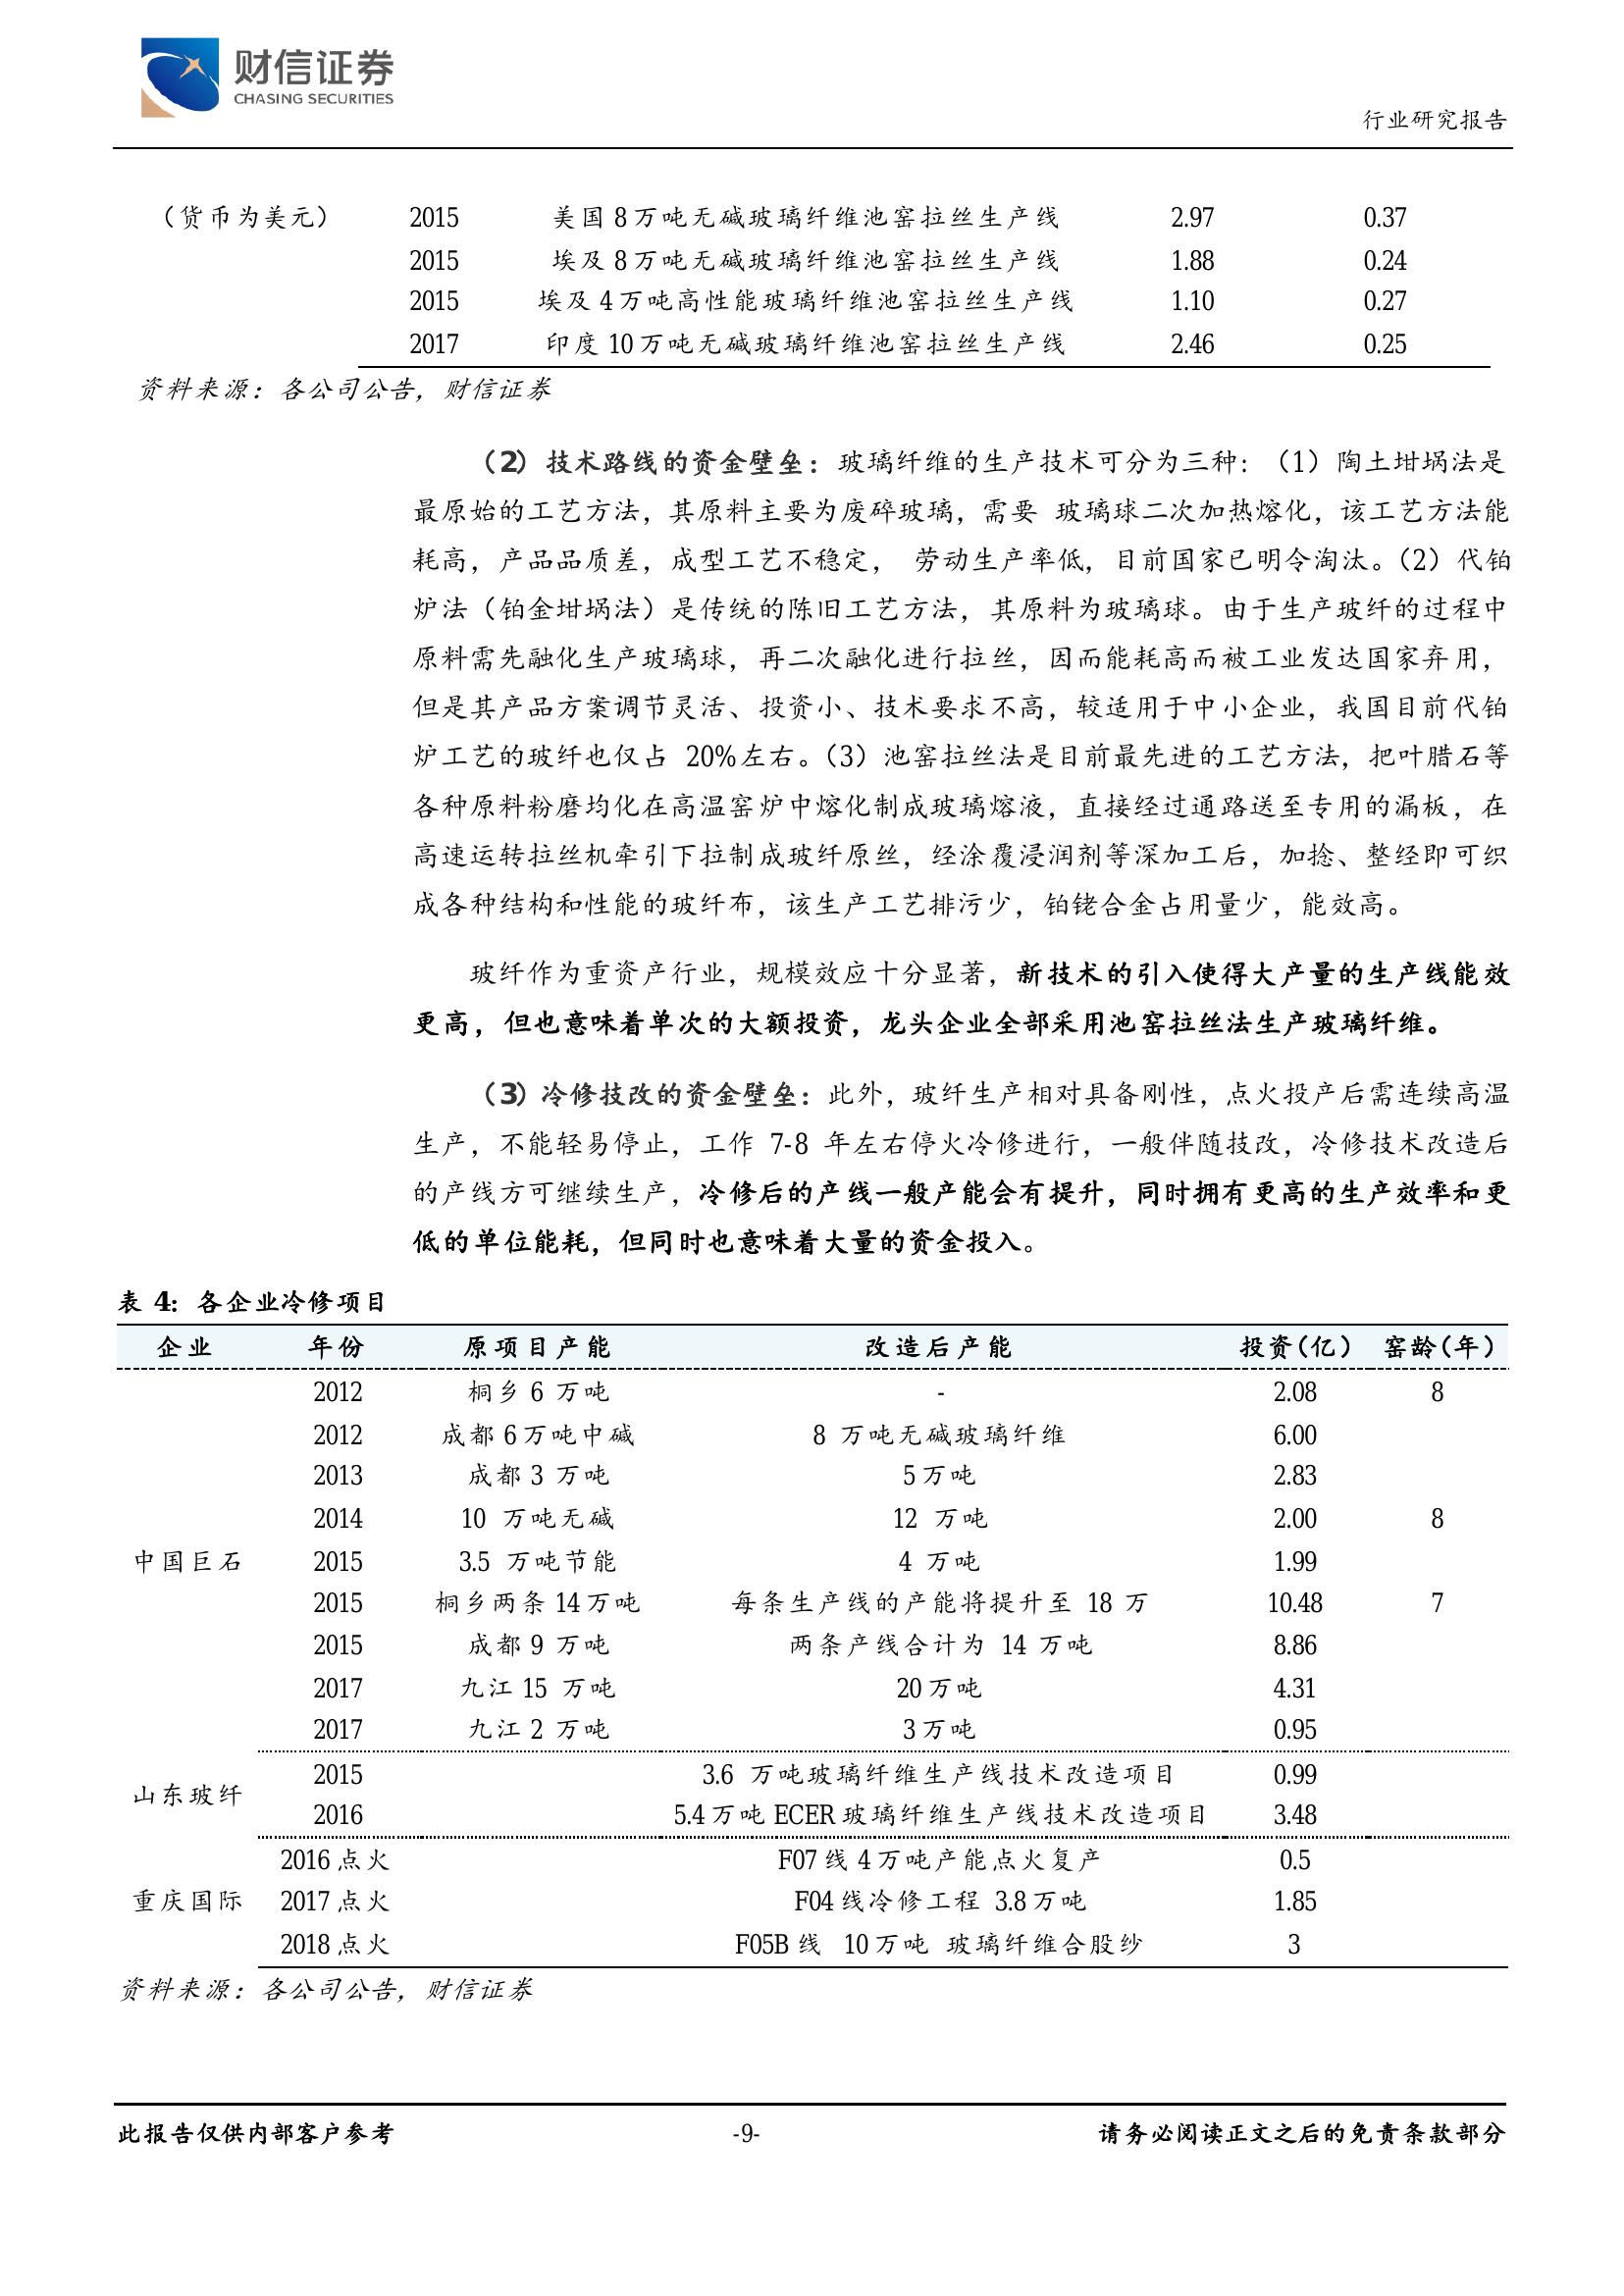 财信证券
CHASING SECURITIES
行业研究报告
（货币为美元） 2015 美国 8 万吨无碱玻璃纤维池窑拉丝生产线 2.97 0.37
2015 埃及 8 万吨无碱玻璃纤维池窑拉丝生产线 1.88 0.24
2015 埃及 4 万吨高性能玻璃纤维池窑拉丝生产线 1.10 0.27
2017 印度 10 万吨无碱玻璃纤维池窑拉丝生产线 2.46 0.25
资料来源：各公司公告，财信证券
（2）技术路线的资金壁垒：玻璃纤维的生产技术可分为三种：（1）陶土坩埚法是
最原始的工艺方法，其原料主要为废碎玻璃，需要 玻璃球二次加热熔化，该工艺方法能
耗高，产品品质差，成型工艺不稳定， 劳动生产率低，目前国家已明令淘汰。（2）代铂
炉法（铂金坩埚法）是传统的陈旧工艺方法，其原料为玻璃球。由于生产玻纤的过程中
原料需先融化生产玻璃球，再二次融化进行拉丝，因而能耗高而被工业发达国家弃用，
但是其产品方案调节灵活、投资小、技术要求不高，较适用于中小企业，我国目前代铂
炉工艺的玻纤也仅占 20%左右。（3）池窑拉丝法是目前最先进的工艺方法，把叶腊石等
各种原料粉磨均化在高温窑炉中熔化制成玻璃熔液，直接经过通路送至专用的漏板，在
高速运转拉丝机牵引下拉制成玻纤原丝，经涂覆浸润剂等深加工后，加捻、整经即可织
成各种结构和性能的玻纤布，该生产工艺排污少，铂铑合金占用量少，能效高。
玻纤作为重资产行业，规模效应十分显著，新技术的引入使得大产量的生产线能效
更高，但也意味着单次的大额投资，龙头企业全部采用池窑拉丝法生产玻璃纤维。
（3）冷修技改的资金壁垒：此外，玻纤生产相对具备刚性，点火投产后需连续高温
生产，不能轻易停止，工作 7-8 年左右停火冷修进行，一般伴随技改，冷修技术改造后
的产线方可继续生产，冷修后的产线一般产能会有提升，同时拥有更高的生产效率和更
低的单位能耗，但同时也意味着大量的资金投入。
表 4：各企业冷修项目
企业 年份 原项目产能 改造后产能 投资（亿） 窑龄（年）
2012 桐乡 6 万吨 - 2.08 8
2012 成都 6 万吨中碱 8 万吨无碱玻璃纤维 6.00
2013 成都 3 万吨 5 万吨 2.83
2014 10 万吨无碱 12 万吨 2.00 8
中国巨石 2015 3.5 万吨节能 4 万吨 1.99
2015 桐乡两条 14 万吨 每条生产线的产能将提升至 18 万 10.48 7
2015 成都 9 万吨 两条产线合计为 14 万吨 8.86
2017 九江 15 万吨 20 万吨 4.31
2017 九江 2 万吨 3 万吨 0.95
山东玻纤 2015 3.6 万吨玻璃纤维生产线技术改造项目 0.99
2016 5.4 万吨 ECER 玻璃纤维生产线技术改造项目 3.48
2016 点火 F07 线 4 万吨产能点火复产 0.5
重庆国际 2017 点火 F04 线冷修工程 3.8 万吨 1.85
2018 点火 F05B 线 10 万吨 玻璃纤维合股纱 3
资料来源：各公司公告，财信证券
此报告仅供内部客户参考 -9- 请务必阅读正文之后的免责条款部分